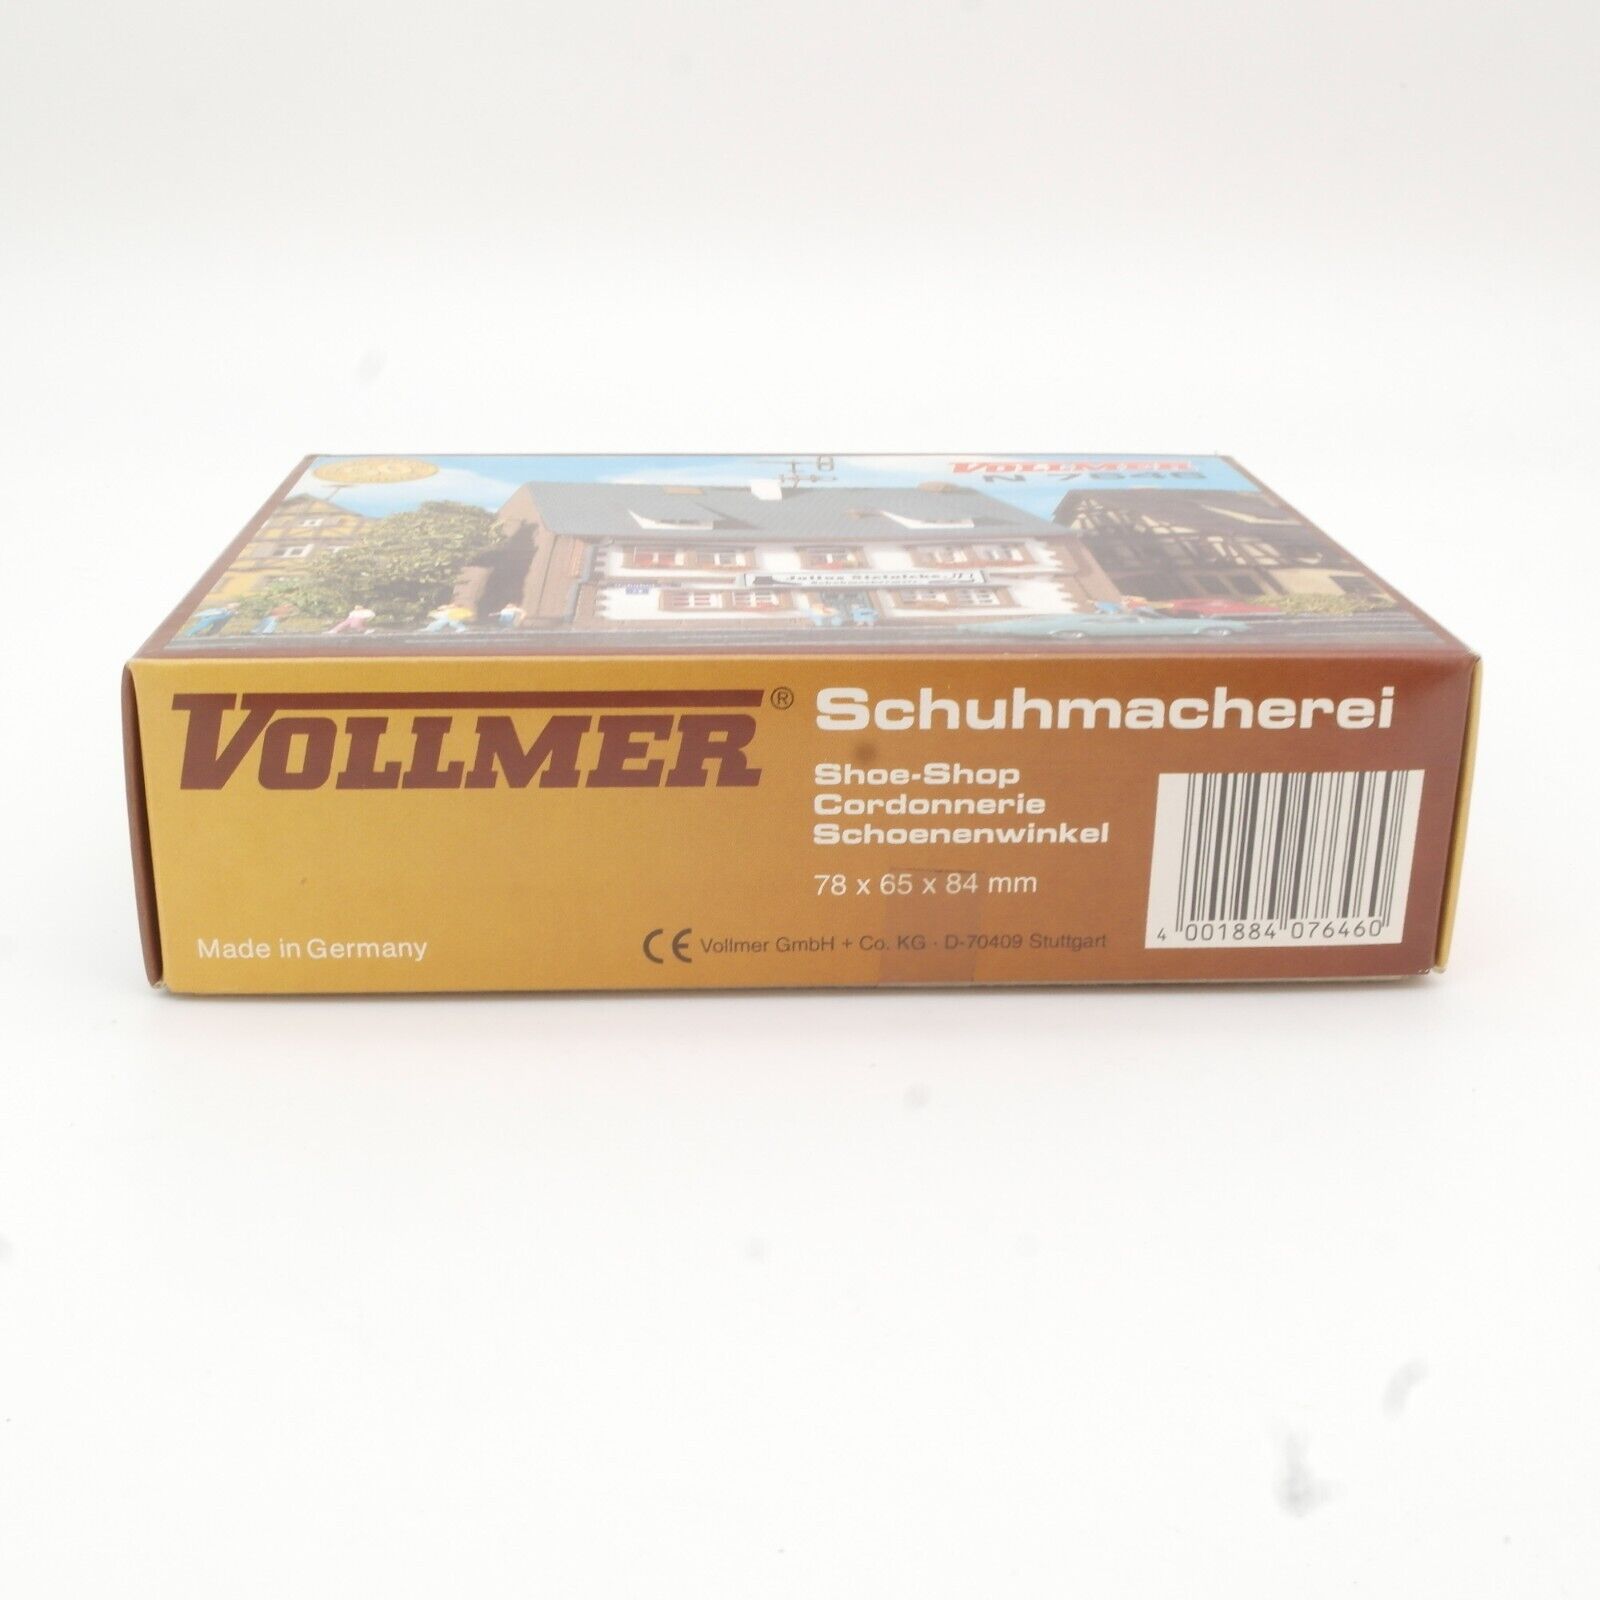 VOLLMER
N 7646
VOLLMER®
Schuhmacherei
Shoe-Shop
Cordonnerie
Schoenenwinkel
78 x 65 x 84 mm
Made in Germany
CE Vollmer GmbH + Co. KG · D-70409 Stuttgart
4 001884 076460